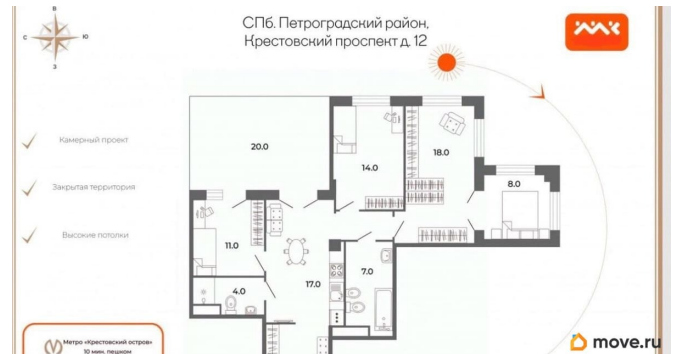 СПб. Петроградский район,
Крестовский проспект д. 12
С
В
Ю
З
Камерный проект
Закрытая территория
Высокие потолки
20.0
14.0
18.0
8.0
11.0
17.0
7.0
4.0
Метро «Крестовский остров»
10 мин. пешком
move.ru